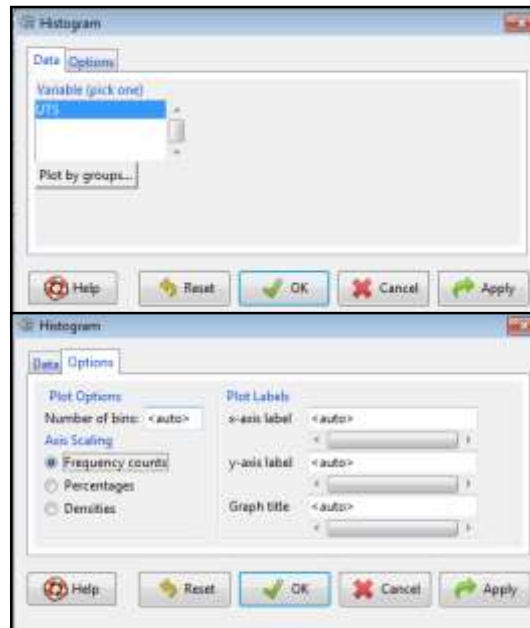 Histogram
Data Options
Variable (pick one)
UTS
Plot by groups...
Help Reset OK Cancel Apply
Histogram
Data Options
Plot Options Plot Labels
Number of bins: <auto> x-axis label <auto>
Axis Scaling
Frequency counts y-axis label <auto>
Percentages
Densities Graph title <auto>
Help Reset OK Cancel Apply